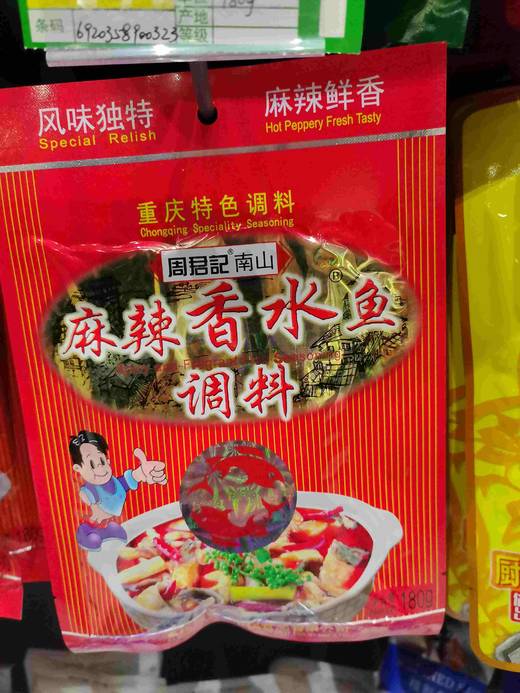 条码 6920358900323
产地
等级
180g
风味独特
Special Relish
麻辣鲜香
Hot Peppery Fresh Tasty
重庆特色调料
Chongqing Speciality Seasoning
周君記® 南山
®
麻辣香水鱼
调料
180g
厨